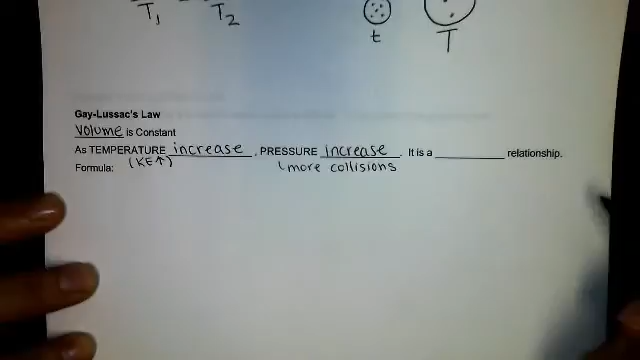 T₁ T₂
t T
Gay-Lussac's Law
Volume is Constant
As TEMPERATURE increase, PRESSURE increase. It is a ________ relationship.
(KE↑) more collisions
Formula: